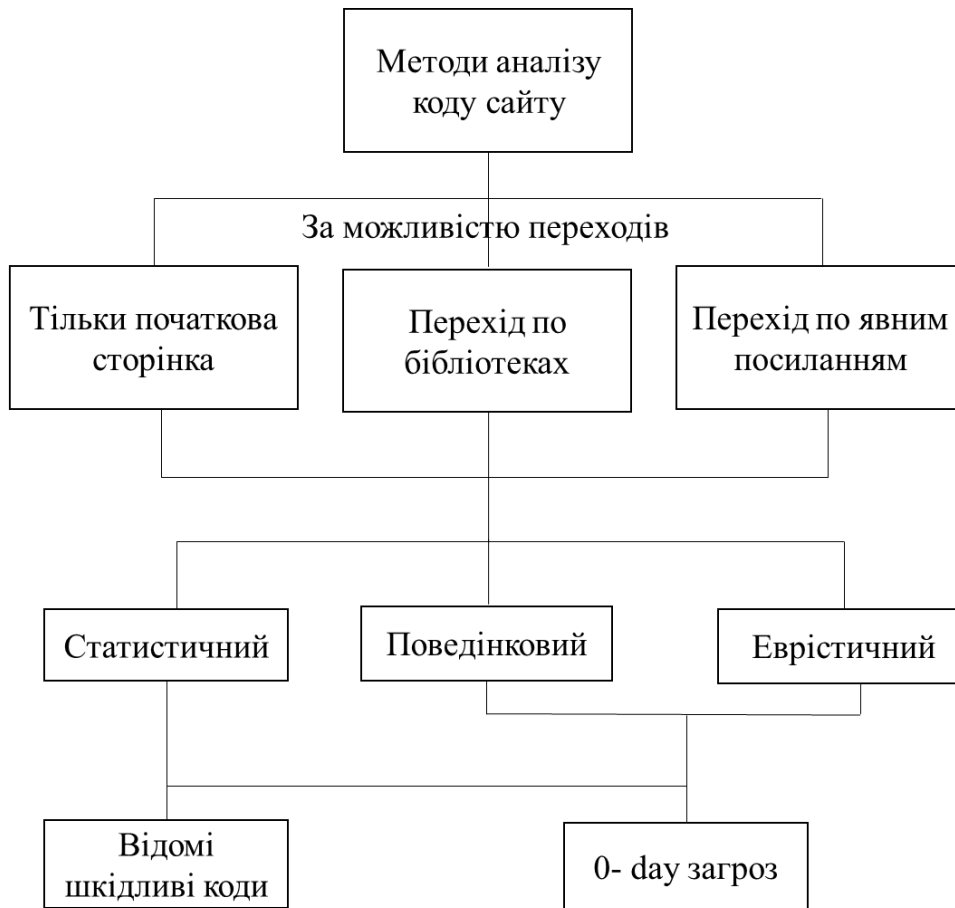 Методи аналізу
коду сайту
За можливістю переходів
Тільки початкова
сторінка
Перехід по
бібліотеках
Перехід по явним
посиланням
Статистичний
Поведінковий
Еврістичний
Відомі
шкідливі коди
0- day загроз